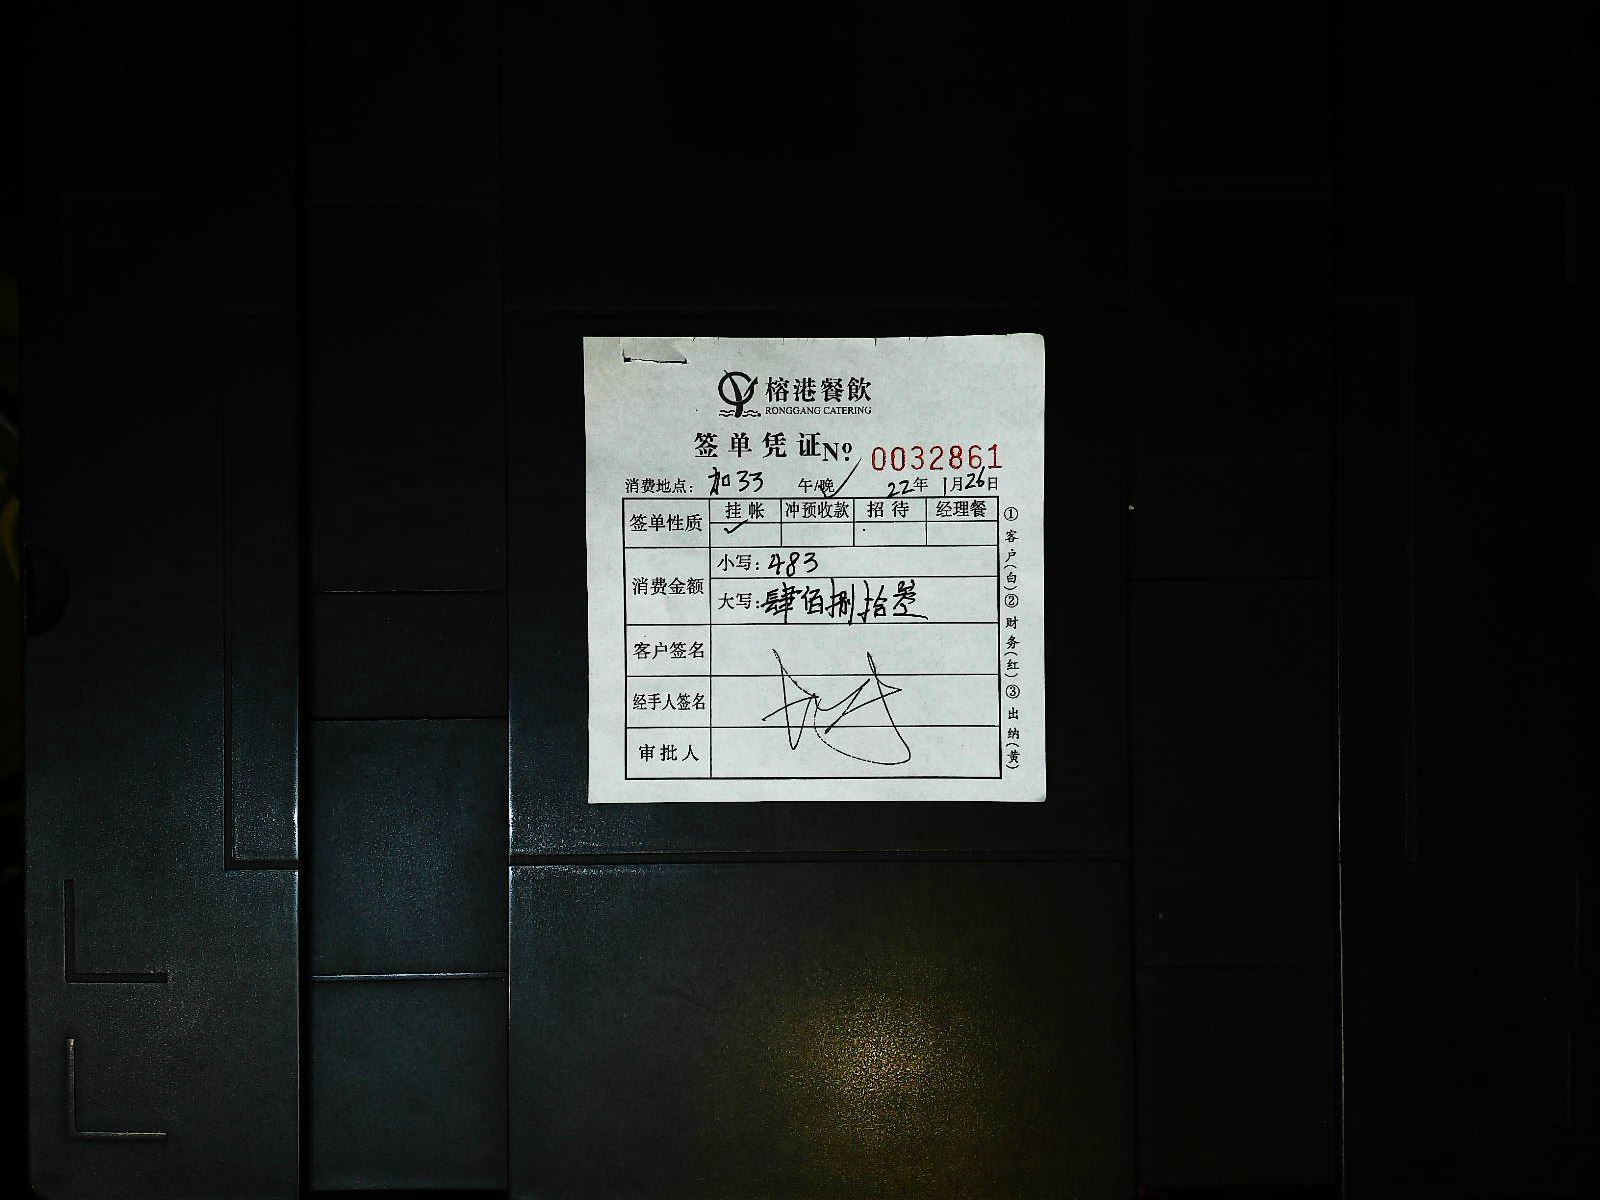 榕港餐飲
RONGGANG CATERING
签单凭证 No. 0032861
消费地点: 加33 午/晚 22年1月26日
签单性质 挂帐 冲预收款 招待 经理餐
消费金额
小写: 483
大写: 肆佰捌拾叁
客户签名
经手人签名
审批人
①客户(白)②财务(红)③出纳(黄)